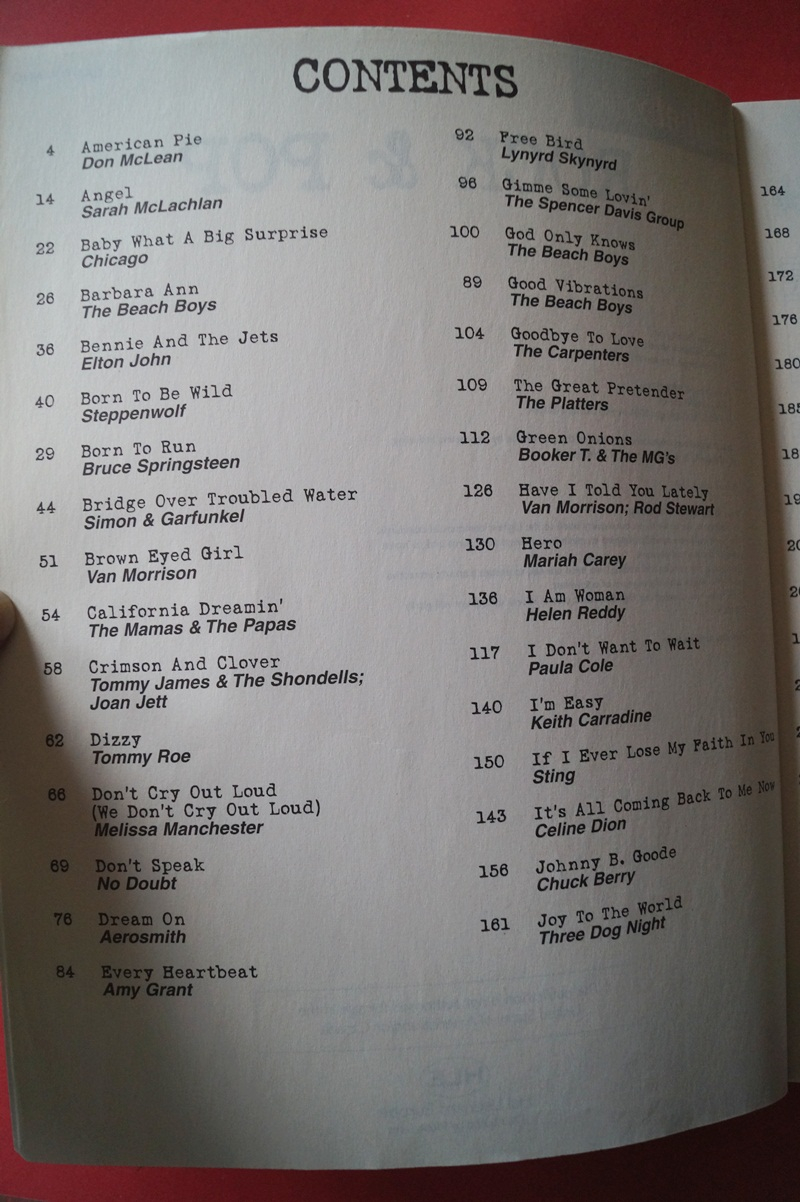 CONTENTS
4 American Pie
Don McLean
14 Angel
Sarah McLachlan
22 Baby What A Big Surprise
Chicago
26 Barbara Ann
The Beach Boys
36 Bennie And The Jets
Elton John
40 Born To Be Wild
Steppenwolf
29 Born To Run
Bruce Springsteen
44 Bridge Over Troubled Water
Simon & Garfunkel
51 Brown Eyed Girl
Van Morrison
54 California Dreamin'
The Mamas & The Papas
58 Crimson And Clover
Tommy James & The Shondells;
Joan Jett
62 Dizzy
Tommy Roe
66 Don't Cry Out Loud
(We Don't Cry Out Loud)
Melissa Manchester
69 Don't Speak
No Doubt
76 Dream On
Aerosmith
84 Every Heartbeat
Amy Grant
92 Free Bird
Lynyrd Skynyrd
96 Gimme Some Lovin'
The Spencer Davis Group
100 God Only Knows
The Beach Boys
89 Good Vibrations
The Beach Boys
104 Goodbye To Love
The Carpenters
109 The Great Pretender
The Platters
112 Green Onions
Booker T. & The MG's
126 Have I Told You Lately
Van Morrison; Rod Stewart
130 Hero
Mariah Carey
136 I Am Woman
Helen Reddy
117 I Don't Want To Wait
Paula Cole
140 I'm Easy
Keith Carradine
150 If I Ever Lose My Faith In You
Sting
143 It's All Coming Back To Me Now
Celine Dion
156 Johnny B. Goode
Chuck Berry
161 Joy To The World
Three Dog Night
164
168
172
176
180